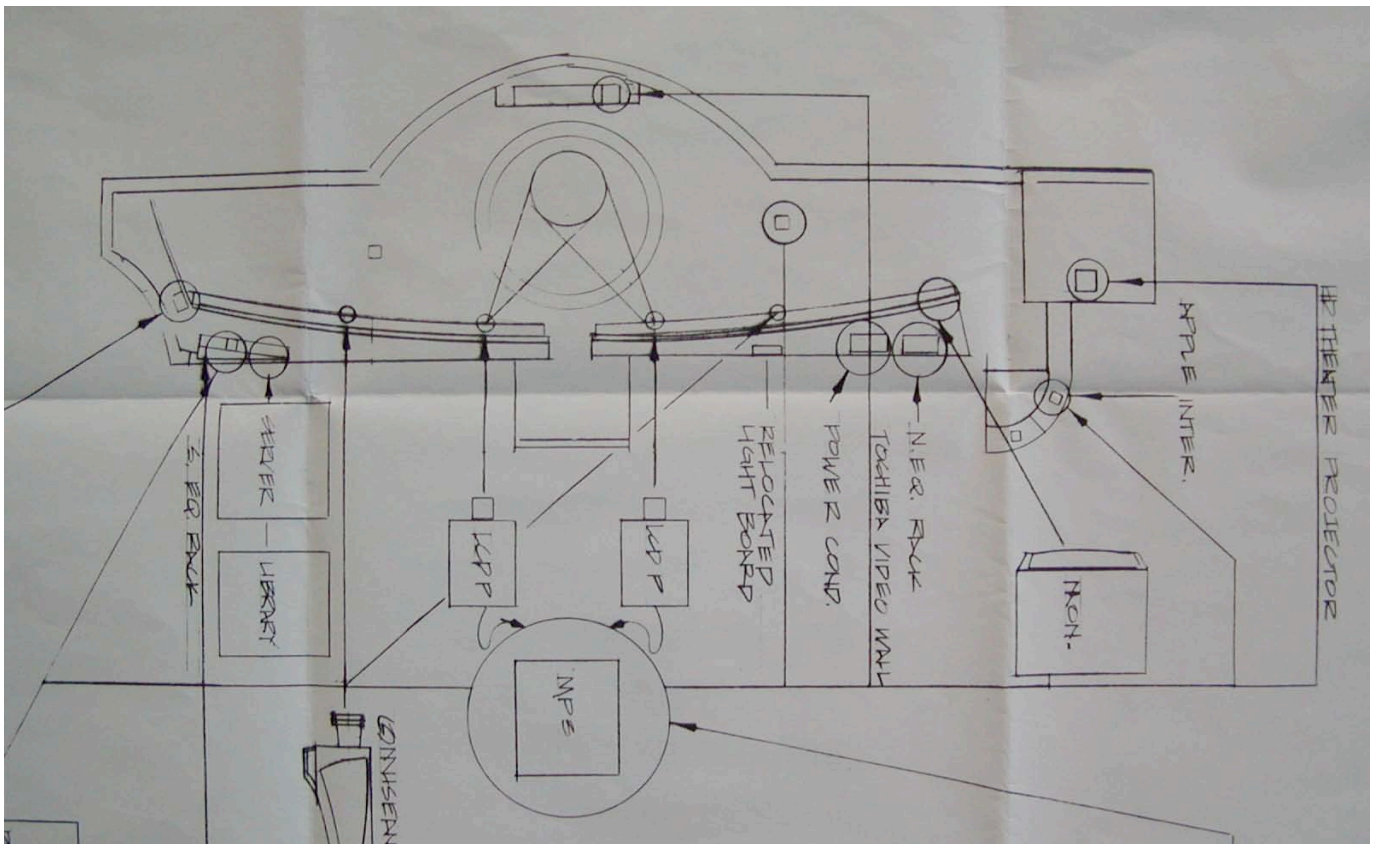 HP THEATER PROJECTOR
APPLE INTER.
N.EQ. RACK
TOSHIBA VIDEO WALL
POWER COND.
RELOCATED
LIGHT BOARD
MON-
LCD P
LCD P
MPS
SERVER
LIBRARY
S. EQ. RACK